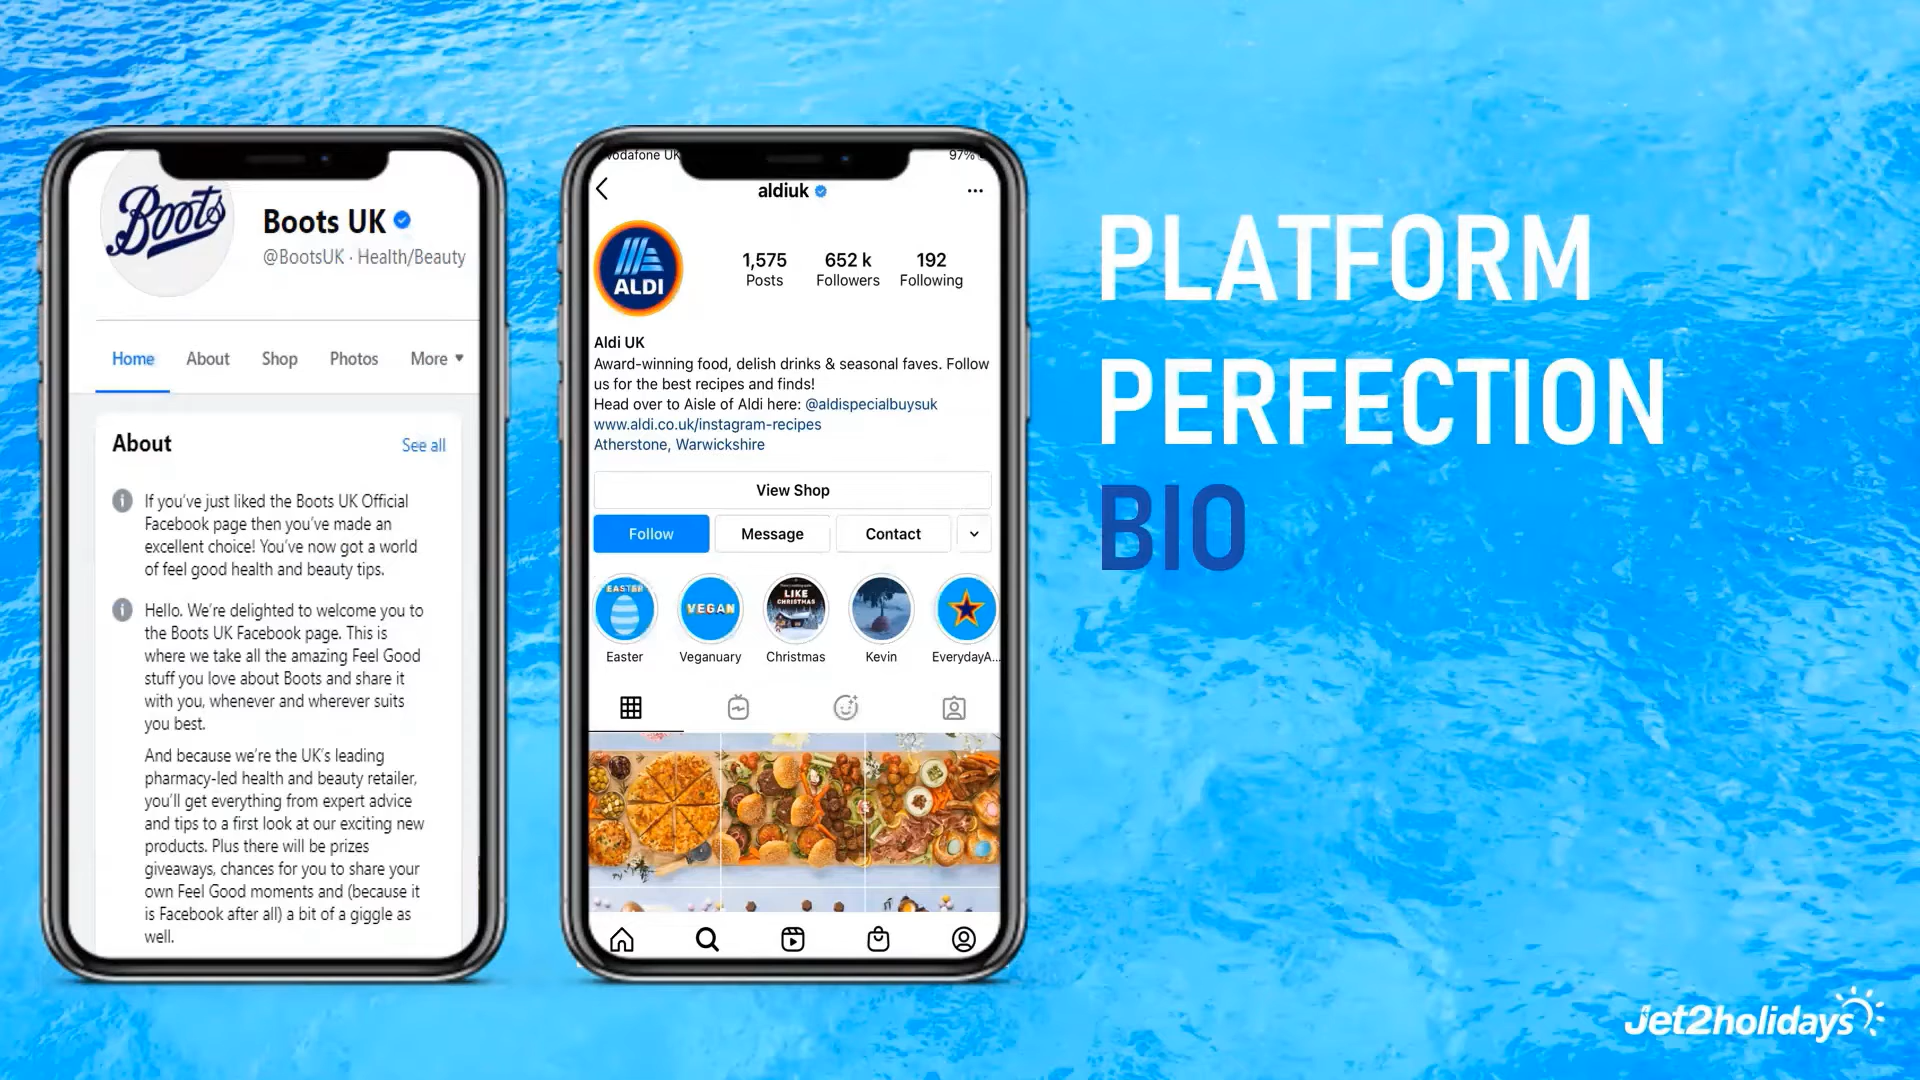 Boots
Boots UK
@BootsUK · Health/Beauty
Home About Shop Photos More
About See all
If you've just liked the Boots UK Official
Facebook page then you've made an
excellent choice! You've now got a world
of feel good health and beauty tips.
Hello. We're delighted to welcome you to
the Boots UK Facebook page. This is
where we take all the amazing Feel Good
stuff you love about Boots and share it
with you, whenever and wherever suits
you best.
And because we're the UK's leading
pharmacy-led health and beauty retailer,
you'll get everything from expert advice
and tips to a first look at our exciting new
products. Plus there will be prizes
giveaways, chances for you to share your
own Feel Good moments and (because it
is Facebook after all) a bit of a giggle as
well.
vodafone UK 97%
aldiuk
ALDI
1,575 652 k 192
Posts Followers Following
Aldi UK
Award-winning food, delish drinks & seasonal faves. Follow
us for the best recipes and finds!
Head over to Aisle of Aldi here: @aldispecialbuysuk
www.aldi.co.uk/instagram-recipes
Atherstone, Warwickshire
View Shop
Follow Message Contact
EASTER
VEGAN
LIKE
CHRISTMAS
Easter Veganuary Christmas Kevin EverydayA...
PLATFORM
PERFECTION
BIO
Jet2holidays